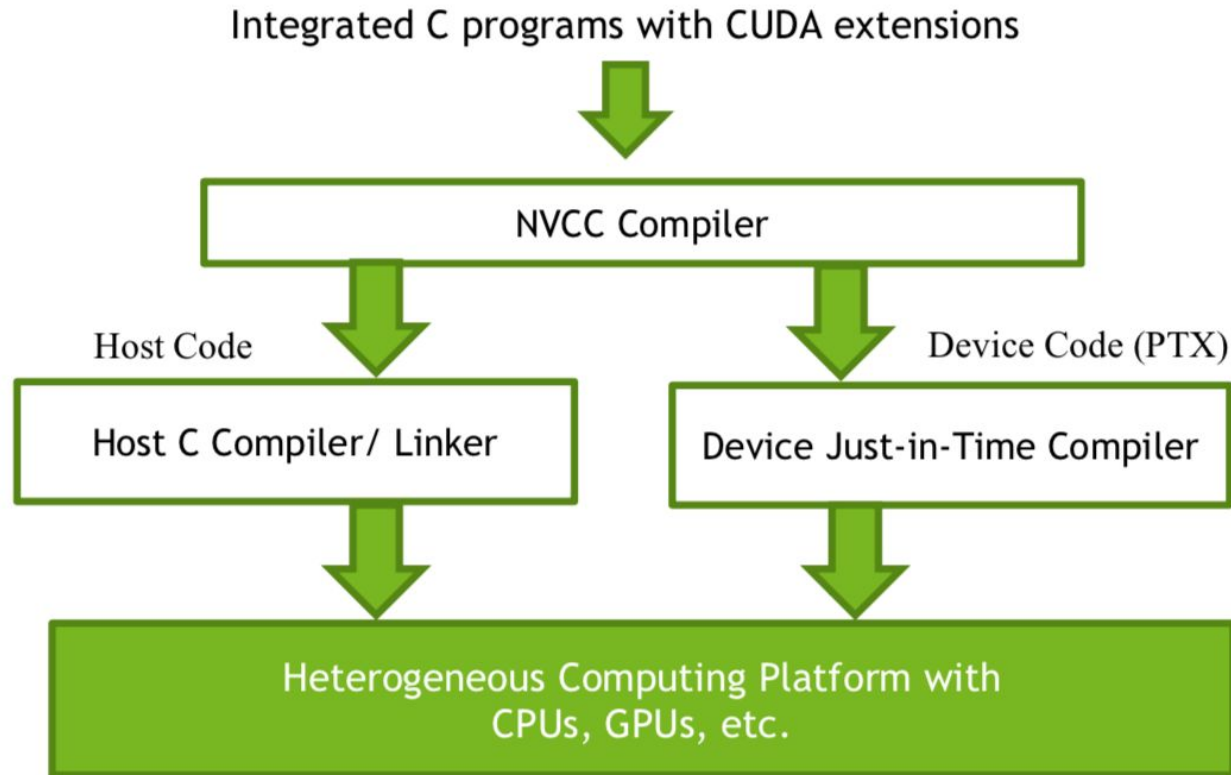 Integrated C programs with CUDA extensions
NVCC Compiler
Host Code
Device Code (PTX)
Host C Compiler/ Linker
Device Just-in-Time Compiler
Heterogeneous Computing Platform with
CPUs, GPUs, etc.